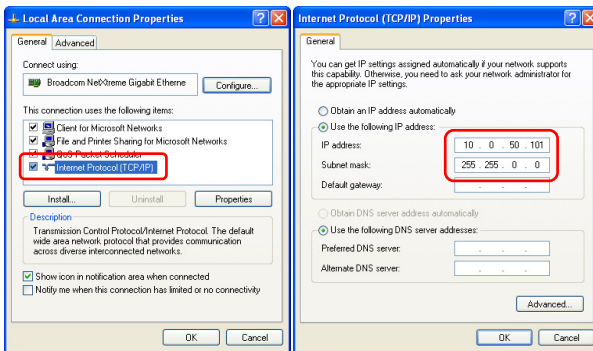 Local Area Connection Properties
General Advanced
Connect using:
Broadcom NetXtreme Gigabit Etherne
Configure...
This connection uses the following items:
Client for Microsoft Networks
File and Printer Sharing for Microsoft Networks
QoS Packet Scheduler
Internet Protocol (TCP/IP)
Install... Uninstall Properties
Description
Transmission Control Protocol/Internet Protocol. The default
wide area network protocol that provides communication
across diverse interconnected networks.
Show icon in notification area when connected
Notify me when this connection has limited or no connectivity
OK Cancel
Internet Protocol (TCP/IP) Properties
General
You can get IP settings assigned automatically if your network supports
this capability. Otherwise, you need to ask your network administrator for
the appropriate IP settings.
Obtain an IP address automatically
Use the following IP address:
IP address: 10 . 0 . 50 . 101
Subnet mask: 255 . 255 . 0 . 0
Default gateway: . . .
Obtain DNS server address automatically
Use the following DNS server addresses:
Preferred DNS server: . . .
Alternate DNS server: . . .
Advanced...
OK Cancel